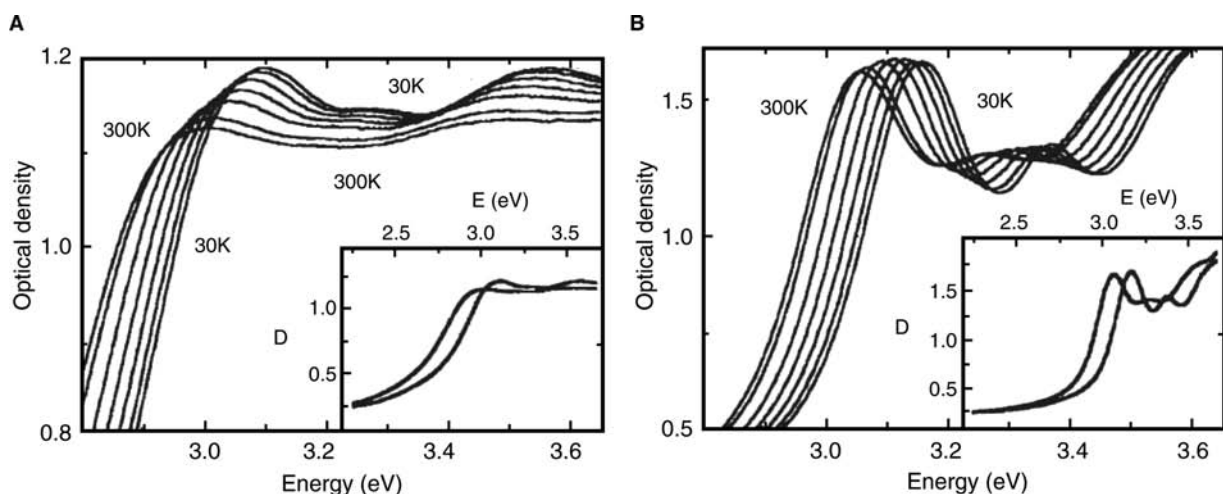 A
1.2
1.0
0.8
Optical density
300K
30K
300K
30K
E (eV)
2.5 3.0 3.5
D
1.0
0.5
3.0 3.2 3.4 3.6
Energy (eV)
B
1.5
1.0
0.5
Optical density
300K
30K
E (eV)
2.5 3.0 3.5
D
1.5
1.0
0.5
3.0 3.2 3.4 3.6
Energy (eV)